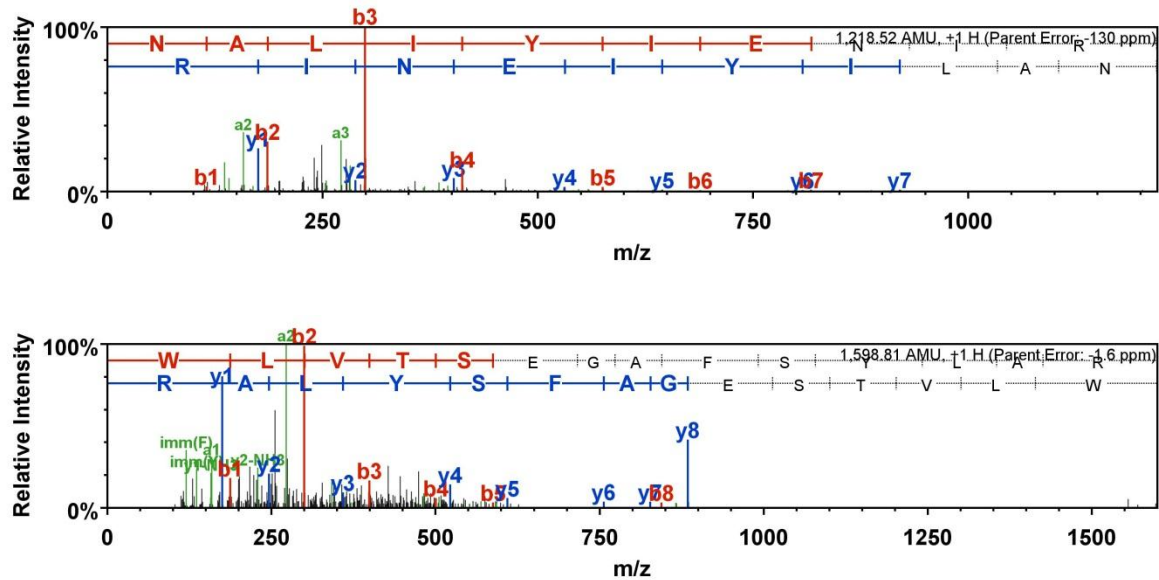 100%
b3
N A L I Y I E N I R
1,218.52 AMU, +1 H (Parent Error: -130 ppm)
R I N E I Y I L A N
Relative Intensity
a2 y1 b2 a3
b1 y2 y3 b4 y4 b5 y5 b6 y6 b7 y7
0%
0 250 500 750 1000
m/z
100%
a2 b2
W L V T S E G A F S Y L A R
1,598.81 AMU, +1 H (Parent Error: -1.6 ppm)
R A L Y S F A G E S T V L W
y1
Relative Intensity
imm(F)
a1
y8
b1 y2 y3 b3 b4 y4 y5 y6 y7 b8
0%
0 250 500 750 1000 1250 1500
m/z